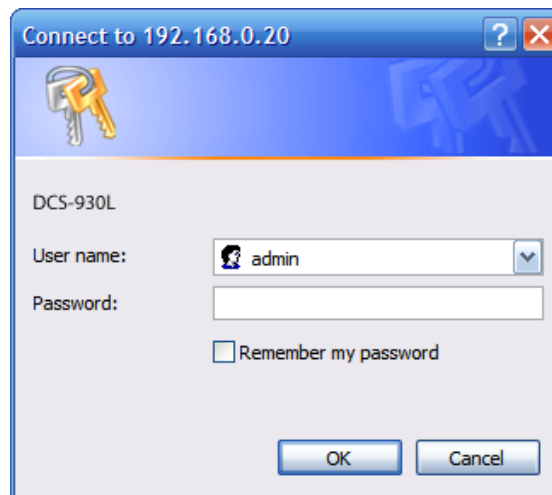 Connect to 192.168.0.20
DCS-930L
User name: admin
Password:
Remember my password
OK Cancel